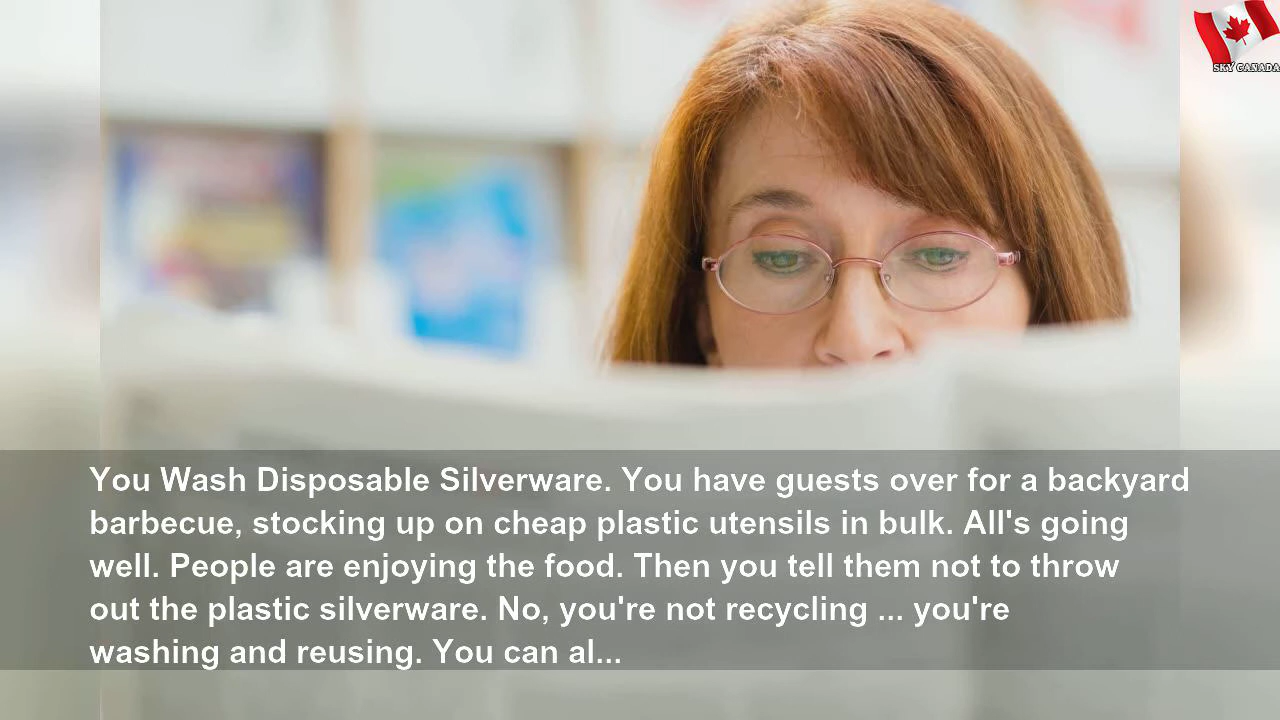 SKY CANADA
You Wash Disposable Silverware. You have guests over for a backyard
barbecue, stocking up on cheap plastic utensils in bulk. All's going
well. People are enjoying the food. Then you tell them not to throw
out the plastic silverware. No, you're not recycling ... you're
washing and reusing. You can al...